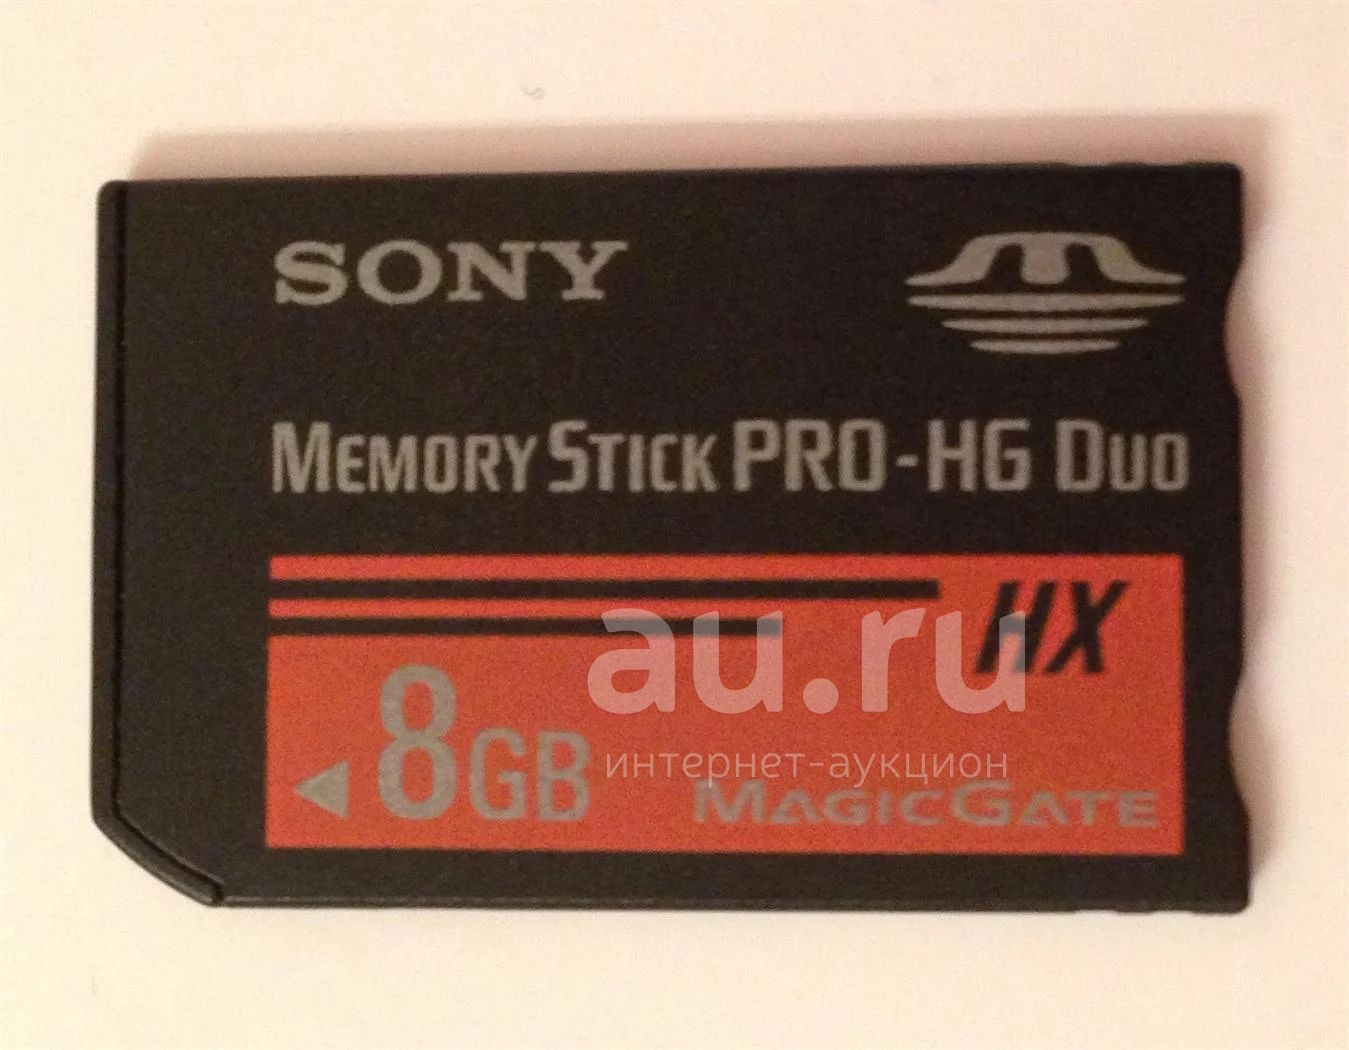 SONY
MEMORY STICK PRO-HG DUO
HX
au.ru
8GB
интернет-аукцион
MAGICGATE